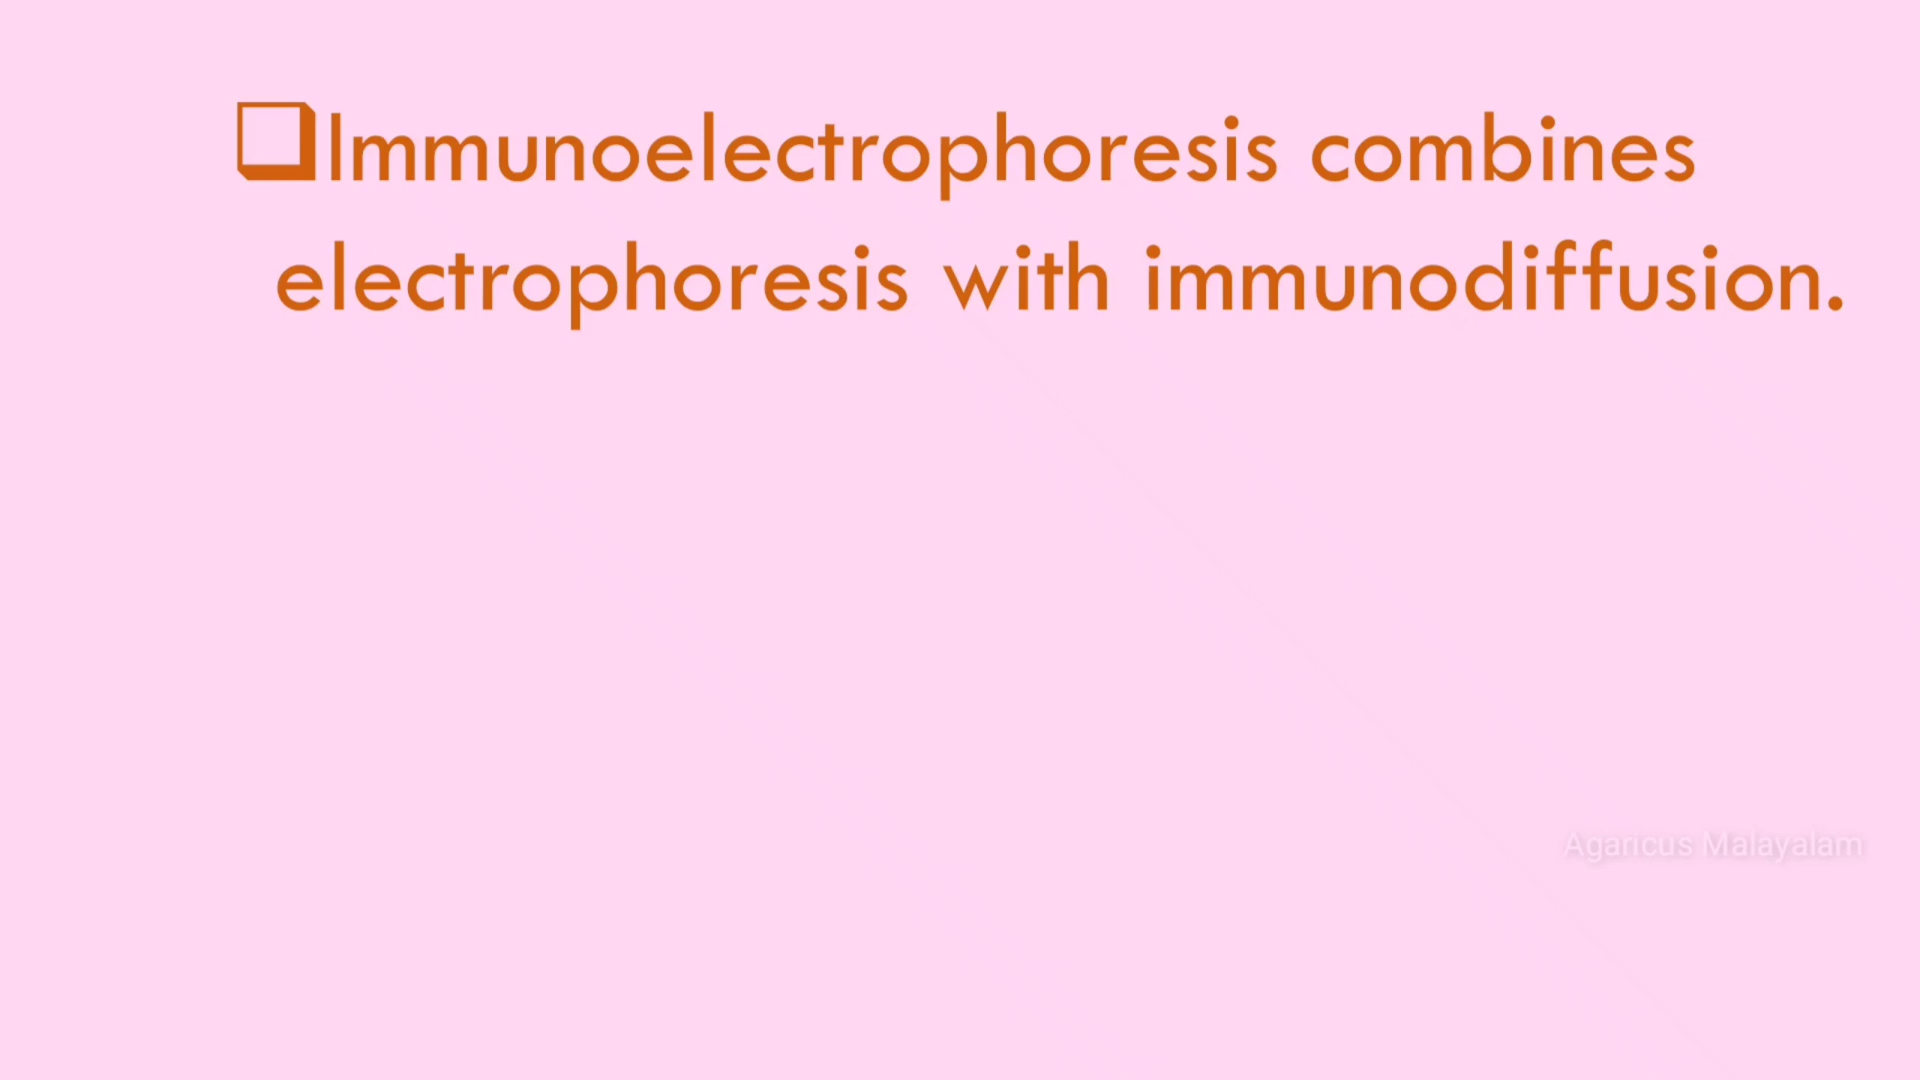 ❑Immunoelectrophoresis combines
electrophoresis with immunodiffusion.
Agaricus Malayalam